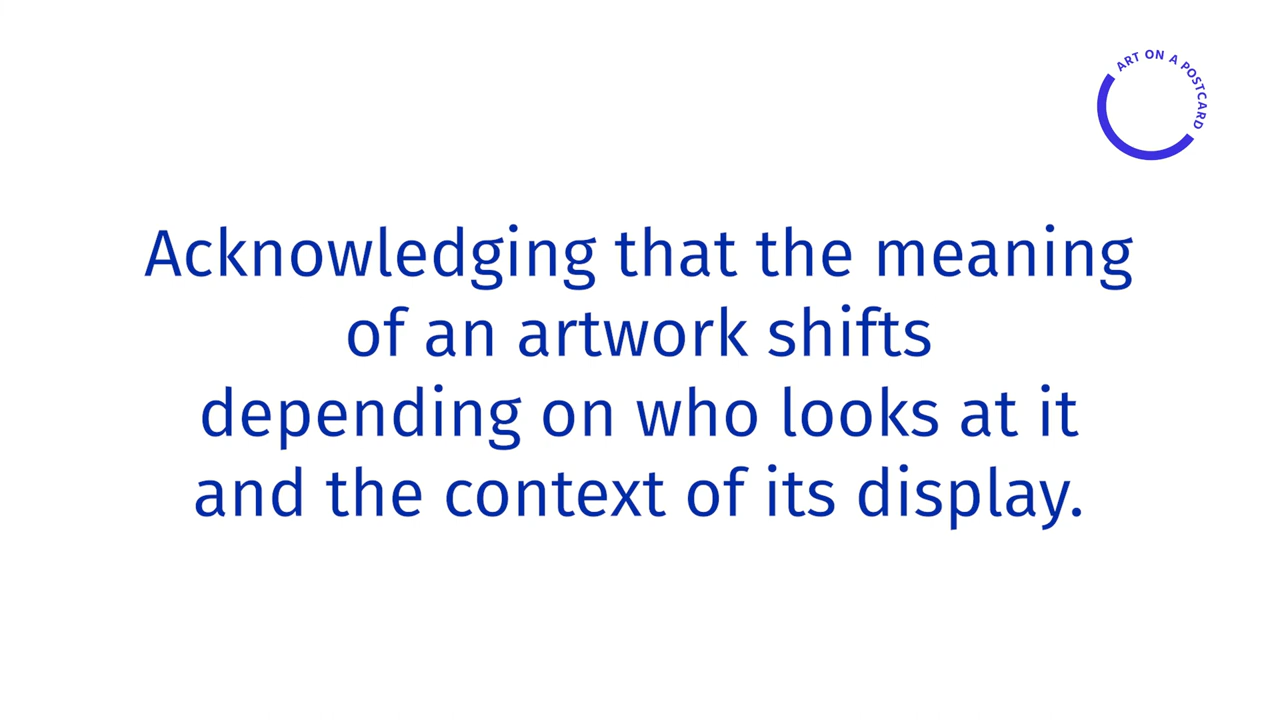 ART ON A POSTCARD
Acknowledging that the meaning
of an artwork shifts
depending on who looks at it
and the context of its display.